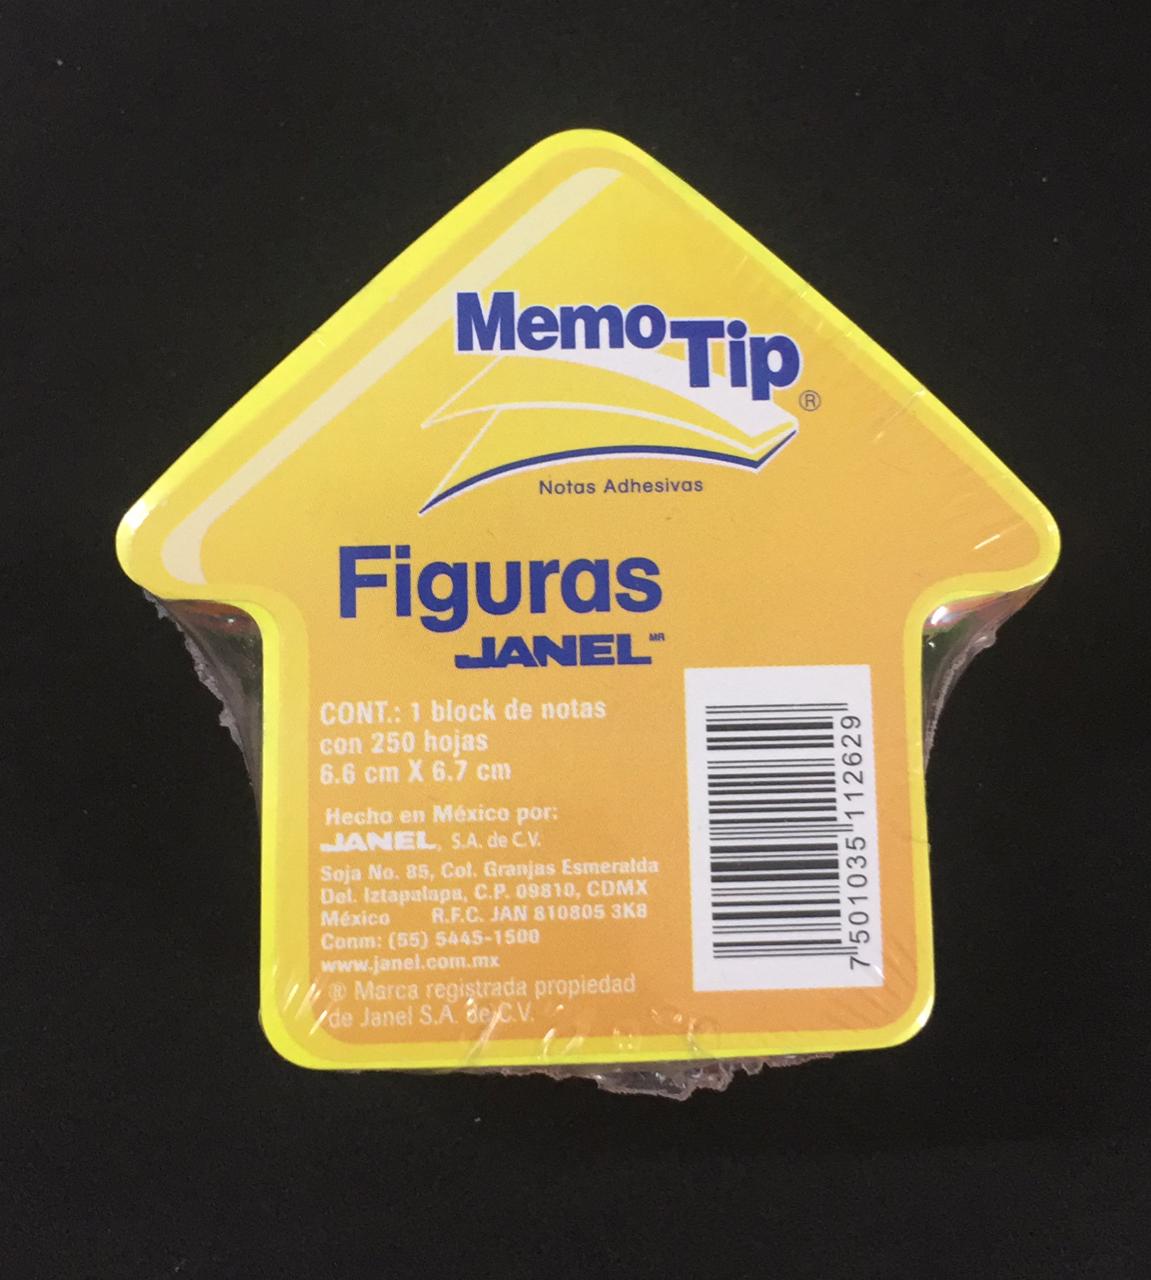 Memo Tip®
Notas Adhesivas
Figuras
JANEL MR
CONT.: 1 block de notas
con 250 hojas
6.6 cm X 6.7 cm
Hecho en México por:
JANEL, S.A. de C.V.
Soja No. 85, Col. Granjas Esmeralda
Del. Iztapalapa, C.P. 09810, CDMX
México R.F.C. JAN 810805 3K8
Conm: (55) 5445-1500
www.janel.com.mx
® Marca registrada propiedad
de Janel S.A. de C.V.
7 501035 112629